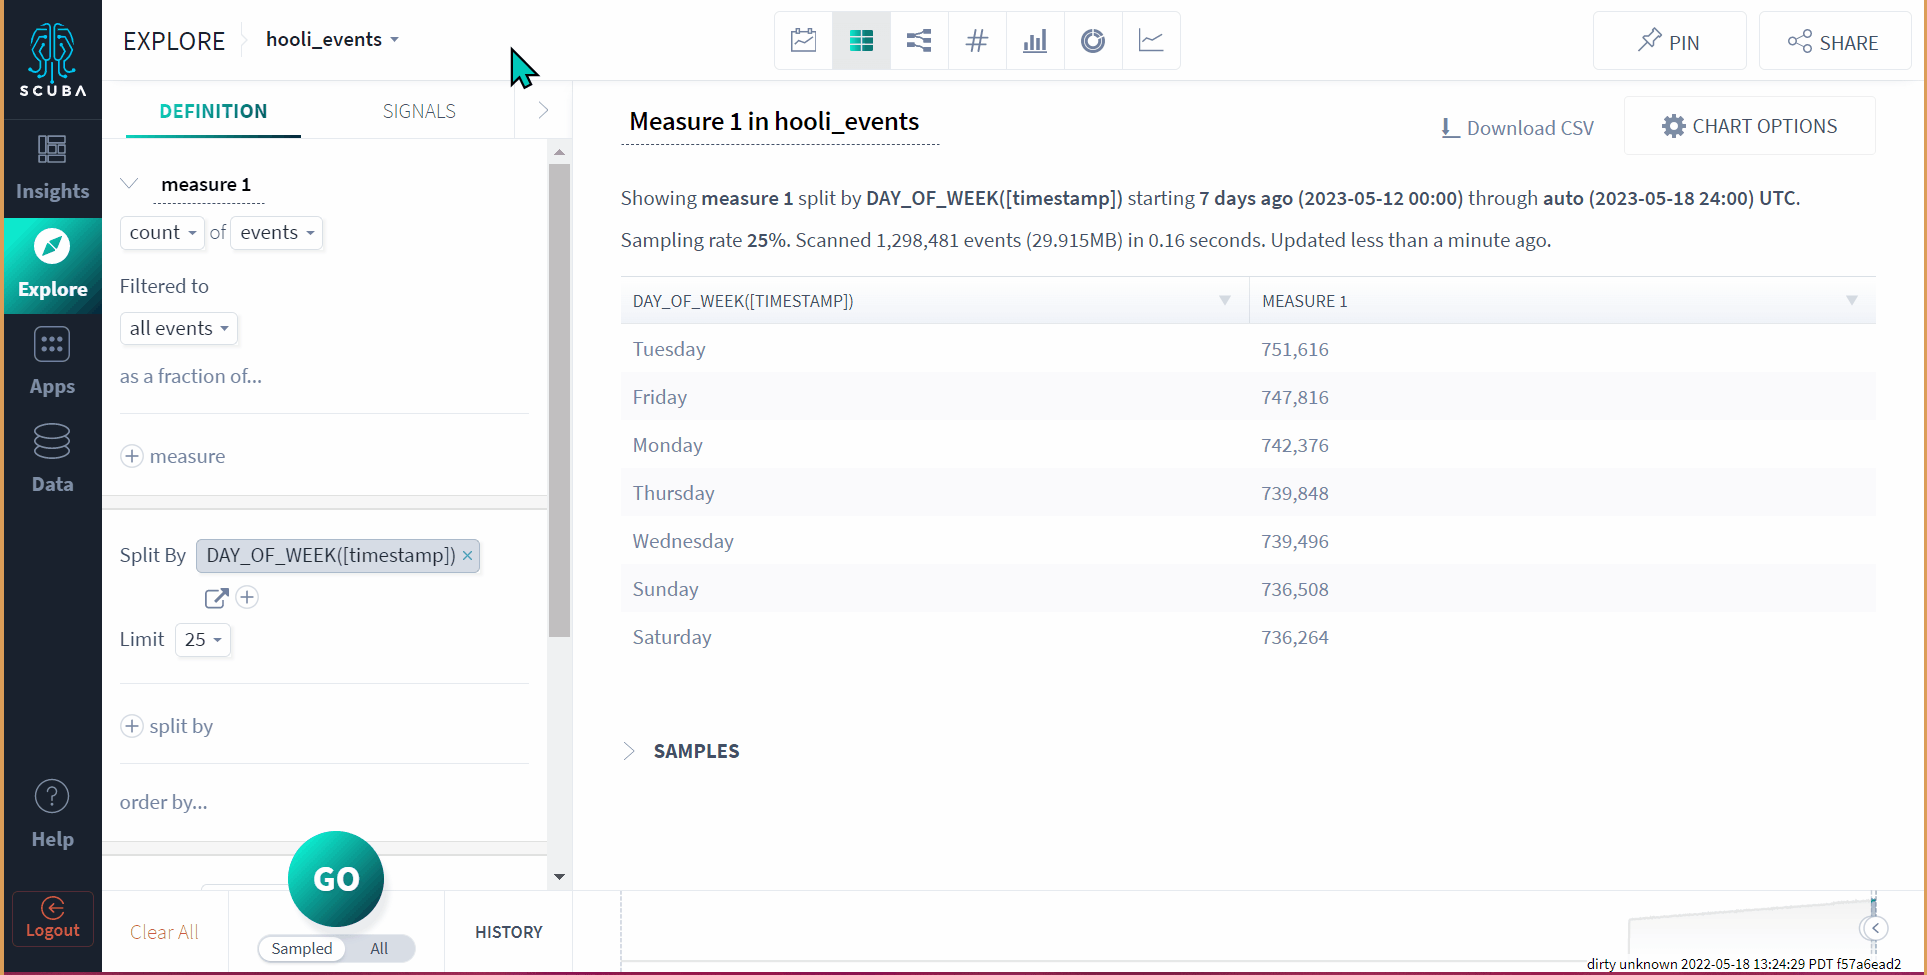 SCUBA
Insights
Explore
Apps
Data
Help
Logout
EXPLORE
hooli_events
PIN
SHARE
DEFINITION
SIGNALS
measure 1
count of events
Filtered to
all events
as a fraction of...
measure
Split By DAY_OF_WEEK([timestamp]) ×
Limit 25
split by
order by...
GO
Clear All
Sampled All
HISTORY
Measure 1 in hooli_events
Download CSV
CHART OPTIONS
Showing measure 1 split by DAY_OF_WEEK([timestamp]) starting 7 days ago (2023-05-12 00:00) through auto (2023-05-18 24:00) UTC.
Sampling rate 25%. Scanned 1,298,481 events (29.915MB) in 0.16 seconds. Updated less than a minute ago.
DAY_OF_WEEK([TIMESTAMP]) MEASURE 1
Tuesday 751,616
Friday 747,816
Monday 742,376
Thursday 739,848
Wednesday 739,496
Sunday 736,508
Saturday 736,264
SAMPLES
dirty unknown 2022-05-18 13:24:29 PDT f57a6ead2